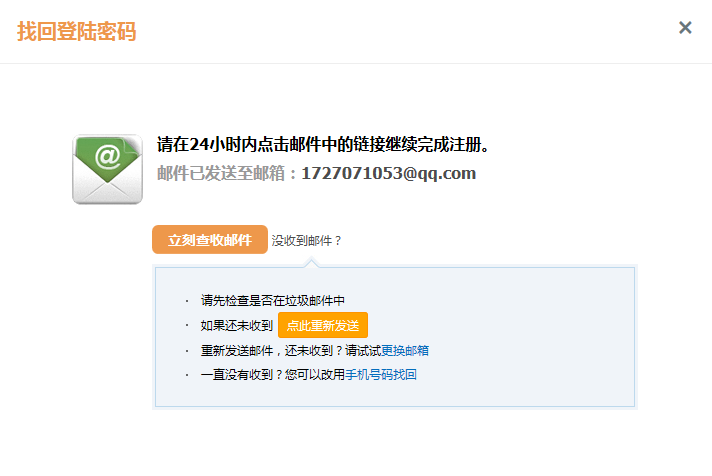 找回登陆密码
×
请在24小时内点击邮件中的链接继续完成注册。
邮件已发送至邮箱：1727071053@qq.com
立刻查收邮件 没收到邮件？
· 请先检查是否在垃圾邮件中
· 如果还未收到 点此重新发送
· 重新发送邮件，还未收到？请试试更换邮箱
· 一直没有收到？您可以改用手机号码找回